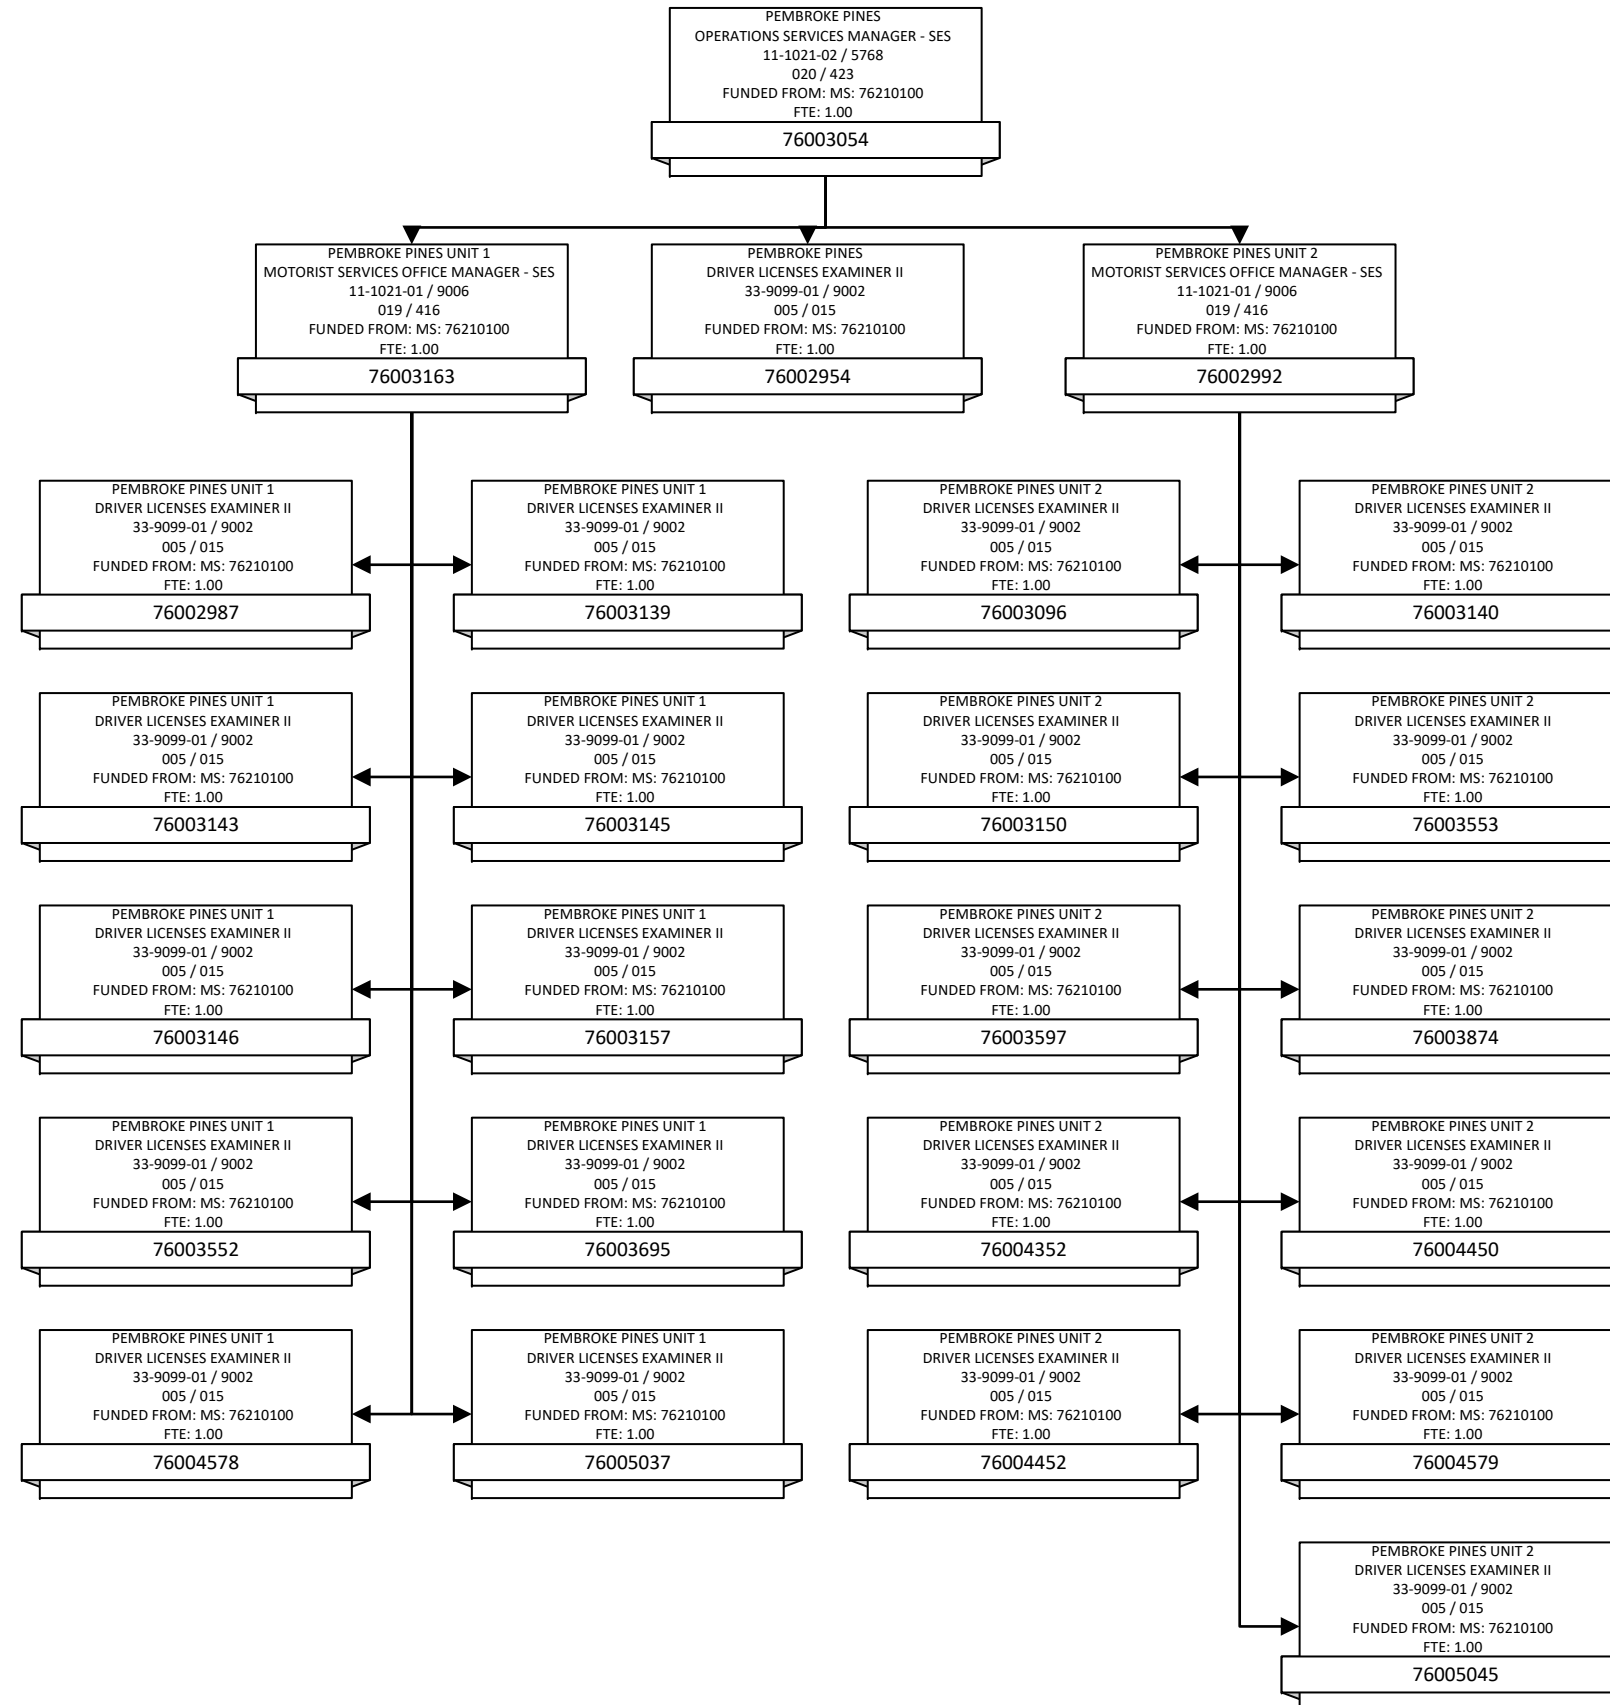 PEMBROKE PINES
OPERATIONS SERVICES MANAGER - SES
11-1021-02 / 5768
020 / 423
FUNDED FROM: MS: 76210100
FTE: 1.00
76003054
PEMBROKE PINES UNIT 1
MOTORIST SERVICES OFFICE MANAGER - SES
11-1021-01 / 9006
019 / 416
FUNDED FROM: MS: 76210100
FTE: 1.00
76003163
PEMBROKE PINES
DRIVER LICENSES EXAMINER II
33-9099-01 / 9002
005 / 015
FUNDED FROM: MS: 76210100
FTE: 1.00
76002954
PEMBROKE PINES UNIT 2
MOTORIST SERVICES OFFICE MANAGER - SES
11-1021-01 / 9006
019 / 416
FUNDED FROM: MS: 76210100
FTE: 1.00
76002992
PEMBROKE PINES UNIT 1
DRIVER LICENSES EXAMINER II
33-9099-01 / 9002
005 / 015
FUNDED FROM: MS: 76210100
FTE: 1.00
76002987
PEMBROKE PINES UNIT 1
DRIVER LICENSES EXAMINER II
33-9099-01 / 9002
005 / 015
FUNDED FROM: MS: 76210100
FTE: 1.00
76003139
PEMBROKE PINES UNIT 2
DRIVER LICENSES EXAMINER II
33-9099-01 / 9002
005 / 015
FUNDED FROM: MS: 76210100
FTE: 1.00
76003096
PEMBROKE PINES UNIT 2
DRIVER LICENSES EXAMINER II
33-9099-01 / 9002
005 / 015
FUNDED FROM: MS: 76210100
FTE: 1.00
76003140
PEMBROKE PINES UNIT 1
DRIVER LICENSES EXAMINER II
33-9099-01 / 9002
005 / 015
FUNDED FROM: MS: 76210100
FTE: 1.00
76003143
PEMBROKE PINES UNIT 1
DRIVER LICENSES EXAMINER II
33-9099-01 / 9002
005 / 015
FUNDED FROM: MS: 76210100
FTE: 1.00
76003145
PEMBROKE PINES UNIT 2
DRIVER LICENSES EXAMINER II
33-9099-01 / 9002
005 / 015
FUNDED FROM: MS: 76210100
FTE: 1.00
76003150
PEMBROKE PINES UNIT 2
DRIVER LICENSES EXAMINER II
33-9099-01 / 9002
005 / 015
FUNDED FROM: MS: 76210100
FTE: 1.00
76003553
PEMBROKE PINES UNIT 1
DRIVER LICENSES EXAMINER II
33-9099-01 / 9002
005 / 015
FUNDED FROM: MS: 76210100
FTE: 1.00
76003146
PEMBROKE PINES UNIT 1
DRIVER LICENSES EXAMINER II
33-9099-01 / 9002
005 / 015
FUNDED FROM: MS: 76210100
FTE: 1.00
76003157
PEMBROKE PINES UNIT 2
DRIVER LICENSES EXAMINER II
33-9099-01 / 9002
005 / 015
FUNDED FROM: MS: 76210100
FTE: 1.00
76003597
PEMBROKE PINES UNIT 2
DRIVER LICENSES EXAMINER II
33-9099-01 / 9002
005 / 015
FUNDED FROM: MS: 76210100
FTE: 1.00
76003874
PEMBROKE PINES UNIT 1
DRIVER LICENSES EXAMINER II
33-9099-01 / 9002
005 / 015
FUNDED FROM: MS: 76210100
FTE: 1.00
76003552
PEMBROKE PINES UNIT 1
DRIVER LICENSES EXAMINER II
33-9099-01 / 9002
005 / 015
FUNDED FROM: MS: 76210100
FTE: 1.00
76003695
PEMBROKE PINES UNIT 2
DRIVER LICENSES EXAMINER II
33-9099-01 / 9002
005 / 015
FUNDED FROM: MS: 76210100
FTE: 1.00
76004352
PEMBROKE PINES UNIT 2
DRIVER LICENSES EXAMINER II
33-9099-01 / 9002
005 / 015
FUNDED FROM: MS: 76210100
FTE: 1.00
76004450
PEMBROKE PINES UNIT 1
DRIVER LICENSES EXAMINER II
33-9099-01 / 9002
005 / 015
FUNDED FROM: MS: 76210100
FTE: 1.00
76004578
PEMBROKE PINES UNIT 1
DRIVER LICENSES EXAMINER II
33-9099-01 / 9002
005 / 015
FUNDED FROM: MS: 76210100
FTE: 1.00
76005037
PEMBROKE PINES UNIT 2
DRIVER LICENSES EXAMINER II
33-9099-01 / 9002
005 / 015
FUNDED FROM: MS: 76210100
FTE: 1.00
76004452
PEMBROKE PINES UNIT 2
DRIVER LICENSES EXAMINER II
33-9099-01 / 9002
005 / 015
FUNDED FROM: MS: 76210100
FTE: 1.00
76004579
PEMBROKE PINES UNIT 2
DRIVER LICENSES EXAMINER II
33-9099-01 / 9002
005 / 015
FUNDED FROM: MS: 76210100
FTE: 1.00
76005045